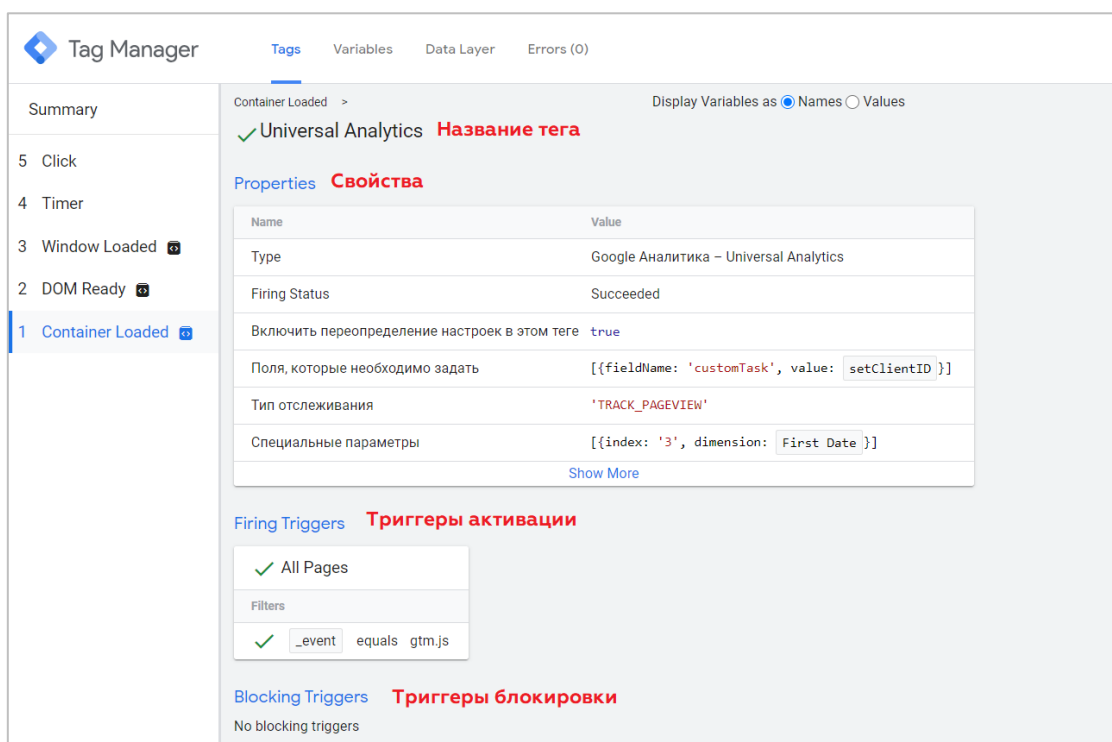 Tag Manager
Tags Variables Data Layer Errors (0)
Summary
5 Click
4 Timer
3 Window Loaded
2 DOM Ready
1 Container Loaded
Container Loaded > Display Variables as Names Values
Universal Analytics Название тега
Properties Свойства
Name Value
Type Google Аналитика – Universal Analytics
Firing Status Succeeded
Включить переопределение настроек в этом теге true
Поля, которые необходимо задать [{fieldName: 'customTask', value: setClientID}]
Тип отслеживания 'TRACK_PAGEVIEW'
Специальные параметры [{index: '3', dimension: First Date}]
Show More
Firing Triggers Триггеры активации
All Pages
Filters
_event equals gtm.js
Blocking Triggers Триггеры блокировки
No blocking triggers